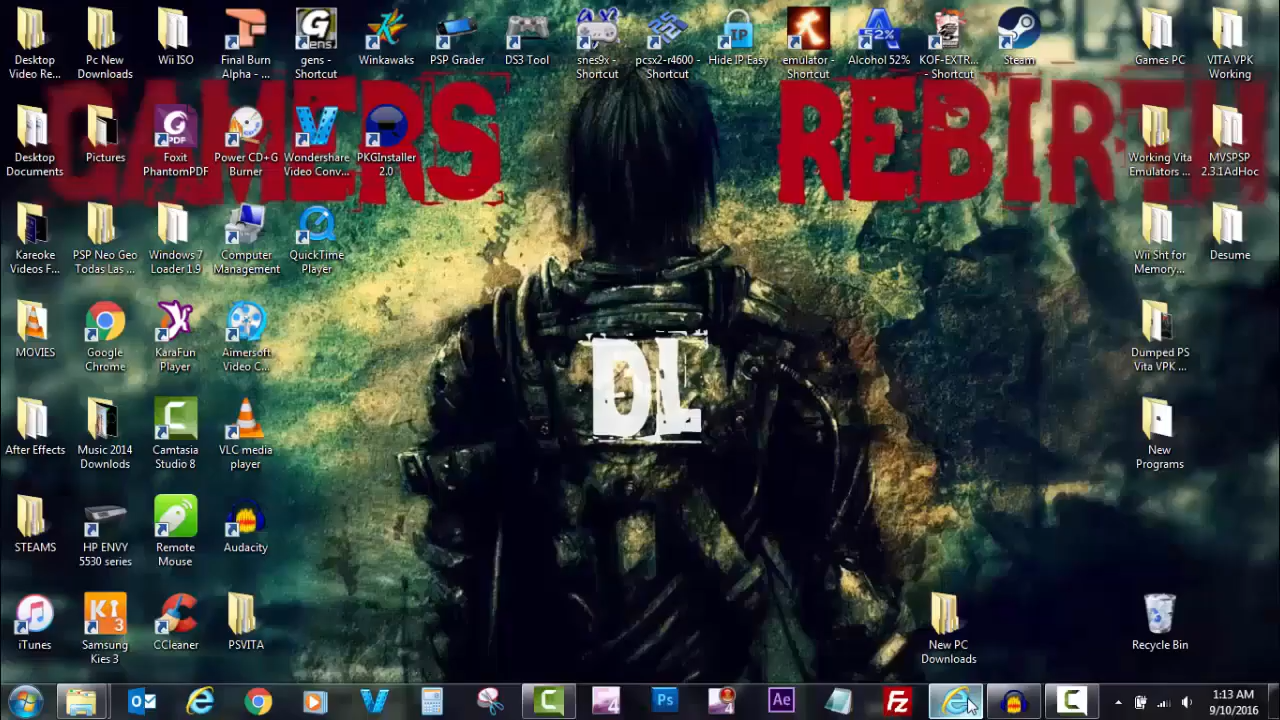 Desktop
Video Re...
Pc New
Downloads
Wii ISO
Final Burn
Alpha - ...
gens -
Shortcut
Winkawaks
PSP Grader
DS3 Tool
snes9x -
Shortcut
pcsx2-r4600
- Shortcut
Hide IP Easy
emulator -
Shortcut
Alcohol 52%
KOF-EXTR...
- Shortcut
Steam
Games PC
VITA VPK
Working
GAMERS
REBIRTH
Desktop
Documents
Pictures
Foxit
PhantomPDF
Power CD+G
Burner
Wondershare
Video Conv...
PKGInstaller
2.0
Working Vita
Emulators ...
MVSPSP
2.3.1AdHoc
Kareoke
Videos F...
PSP Neo Geo
Todas Las ...
Windows 7
Loader 1.9
Computer
Management
QuickTime
Player
Wii Sht for
Memory...
Desume
MOVIES
Google
Chrome
KaraFun
Player
Aimersoft
Video C...
DL
Dumped PS
Vita VPK ...
After Effects
Music 2014
Downlods
Camtasia
Studio 8
VLC media
player
New
Programs
STEAMS
HP ENVY
5530 series
Remote
Mouse
Audacity
iTunes
Samsung
Kies 3
CCleaner
PSVITA
New PC
Downloads
Recycle Bin
1:13 AM
9/10/2016